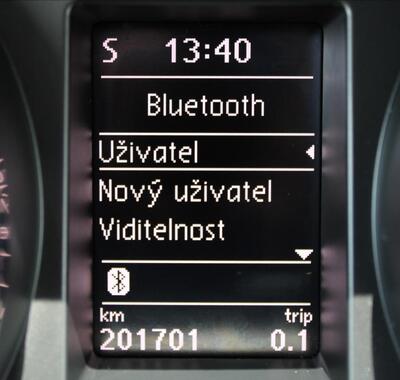 S 13:40
Bluetooth
Uživatel
Nový uživatel
Viditelnost
km trip
201701 0.1